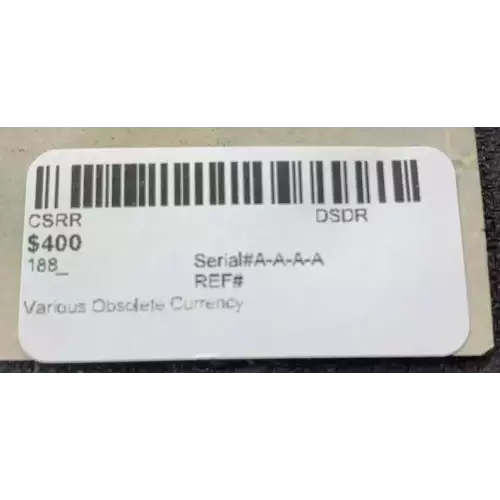 CSRR DSDR
$400
188_ Serial#A-A-A-A
REF#
Various Obsolete Currency